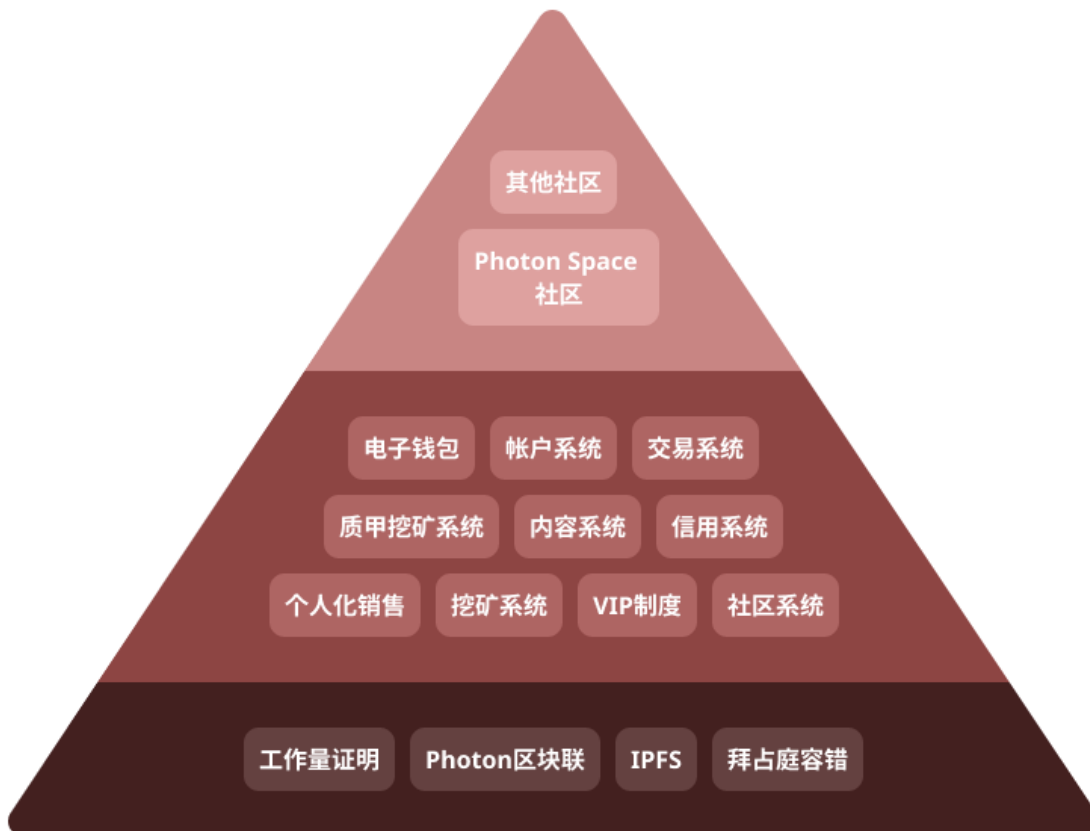 其他社区
Photon Space
社区
电子钱包 帐户系统 交易系统
质甲挖矿系统 内容系统 信用系统
个人化销售 挖矿系统 VIP制度 社区系统
工作量证明 Photon区块联 IPFS 拜占庭容错